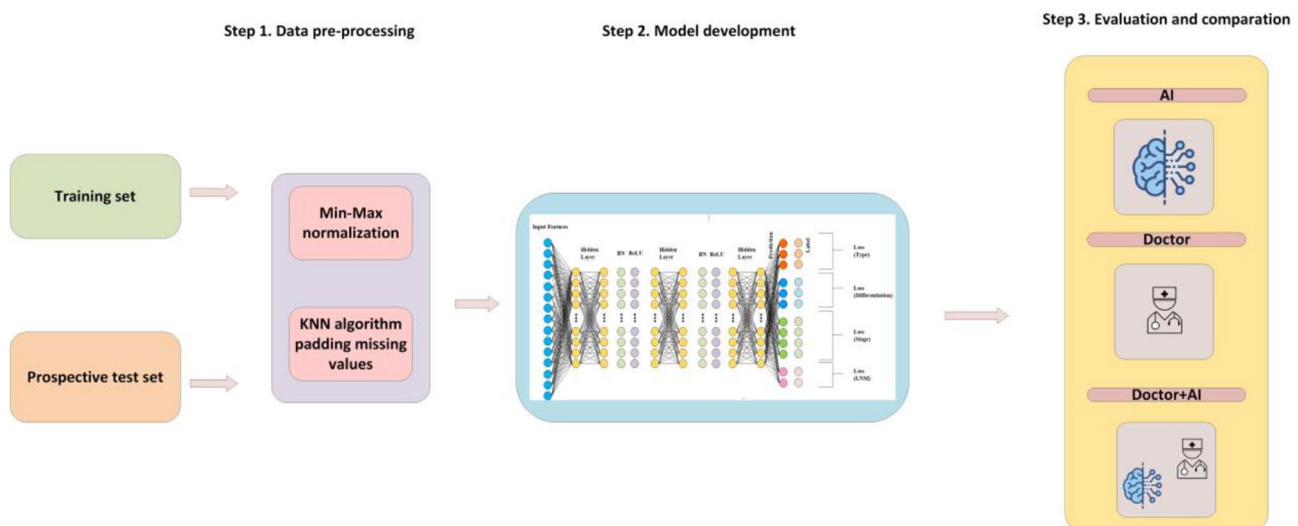 Step 1. Data pre-processing
Step 2. Model development
Step 3. Evaluation and comparation
Training set
Prospective test set
Min-Max
normalization
KNN algorithm
padding missing
values
Input Features
Hidden
Layer
BN
ReLU
Hidden
Layer
BN
ReLU
Hidden
Layer
Prediction
Label
Loss
(Type)
Loss
(Differentiation)
Loss
(Stage)
Loss
(LNM)
AI
Doctor
Doctor+AI